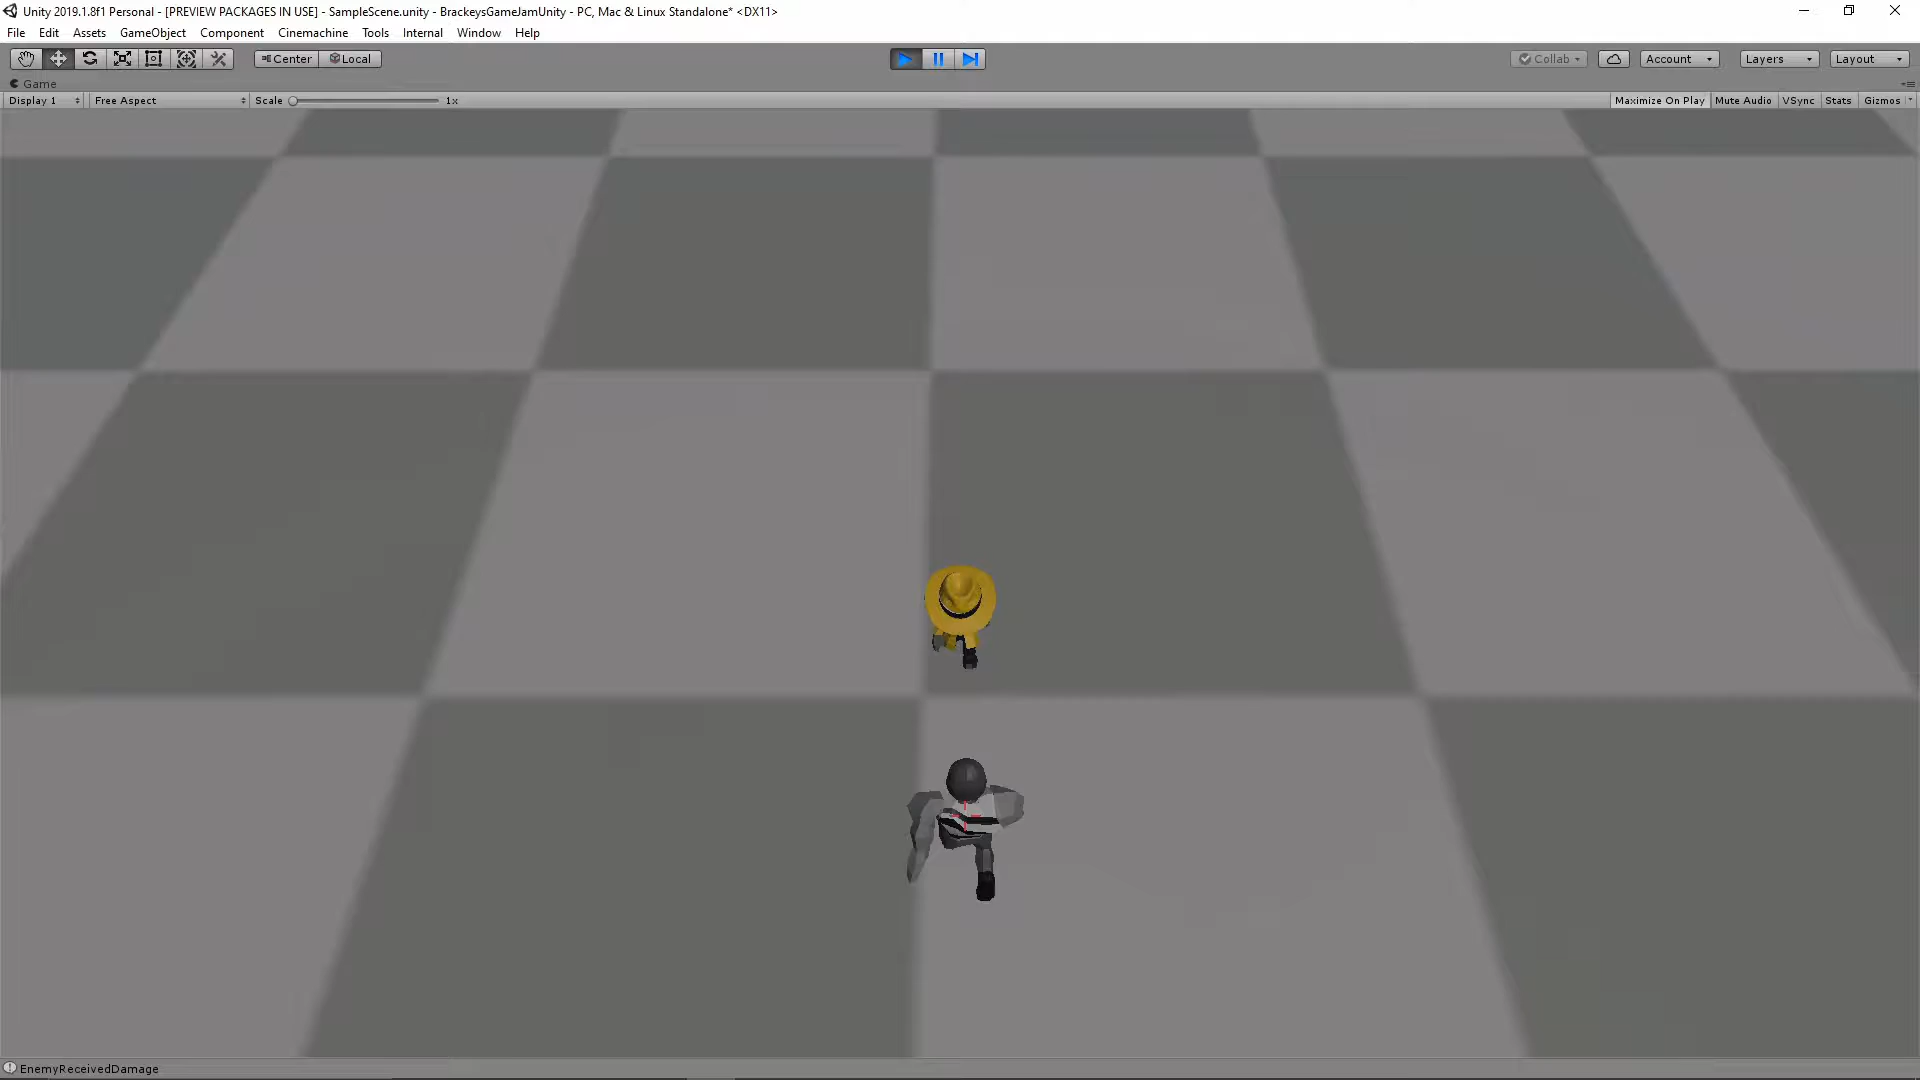 Unity 2019.1.8f1 Personal - [PREVIEW PACKAGES IN USE] - SampleScene.unity - BrackeysGameJamUnity - PC, Mac & Linux Standalone* <DX11>
File Edit Assets GameObject Component Cinemachine Tools Internal Window Help
Center Local Collab Account Layers Layout
Game
Display 1 Free Aspect Scale 1x Maximize On Play Mute Audio VSync Stats Gizmos
EnemyReceivedDamage